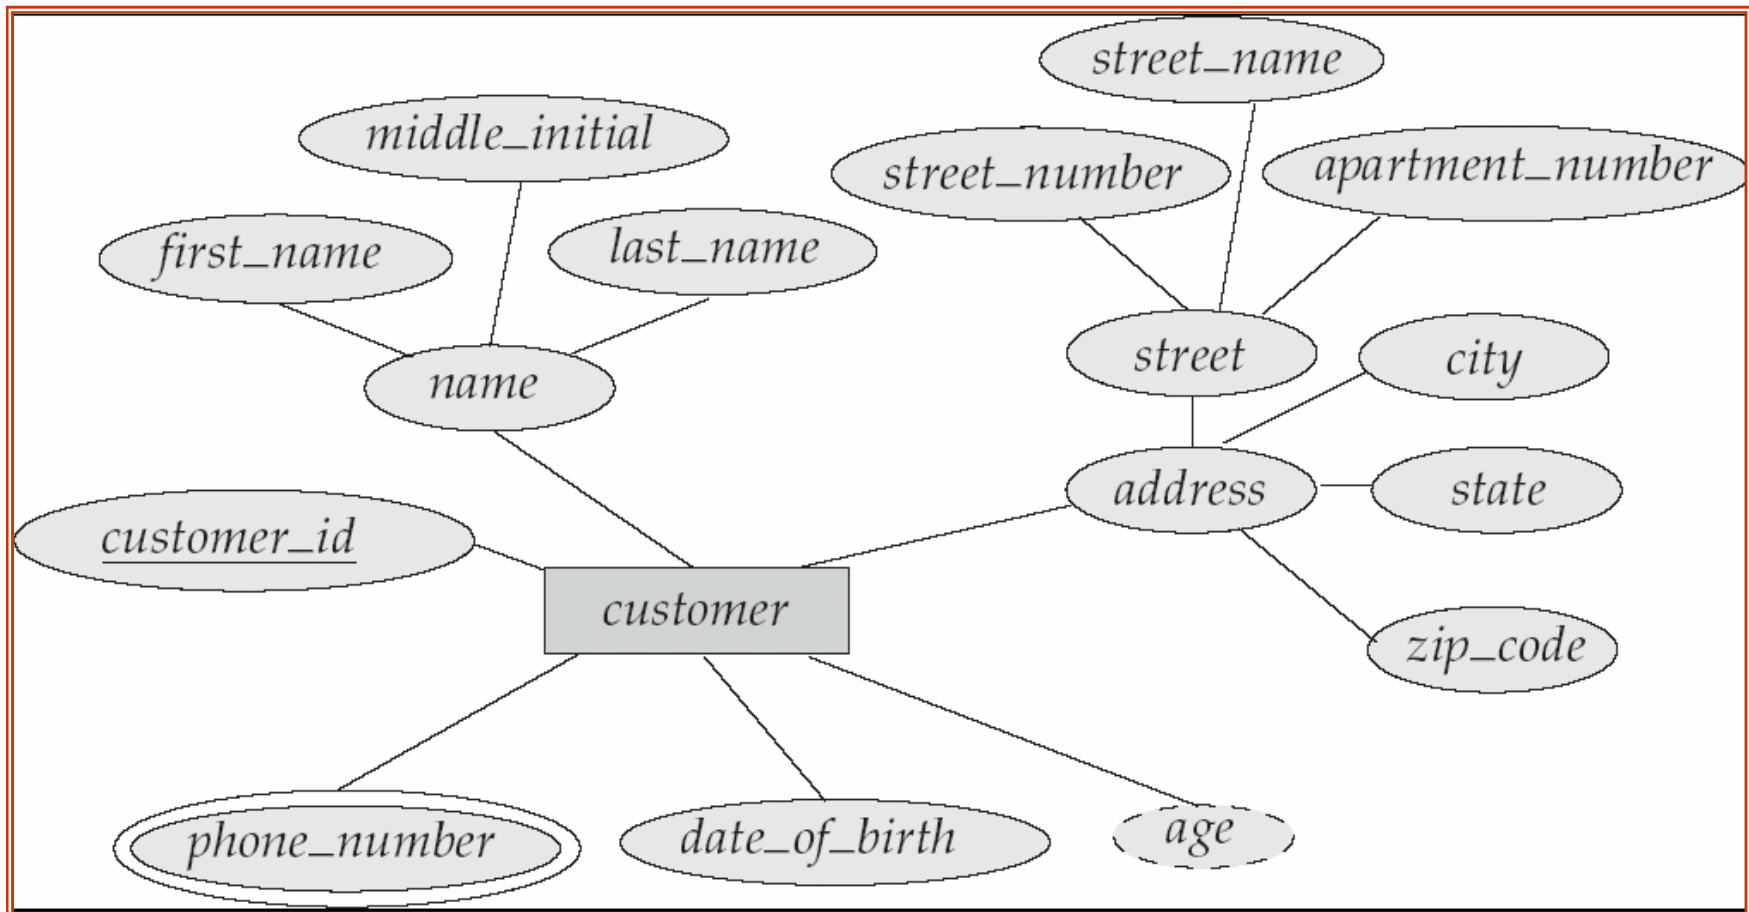 street_name
middle_initial
street_number
apartment_number
first_name
last_name
street
city
name
address
state
customer_id
customer
zip_code
phone_number
date_of_birth
age